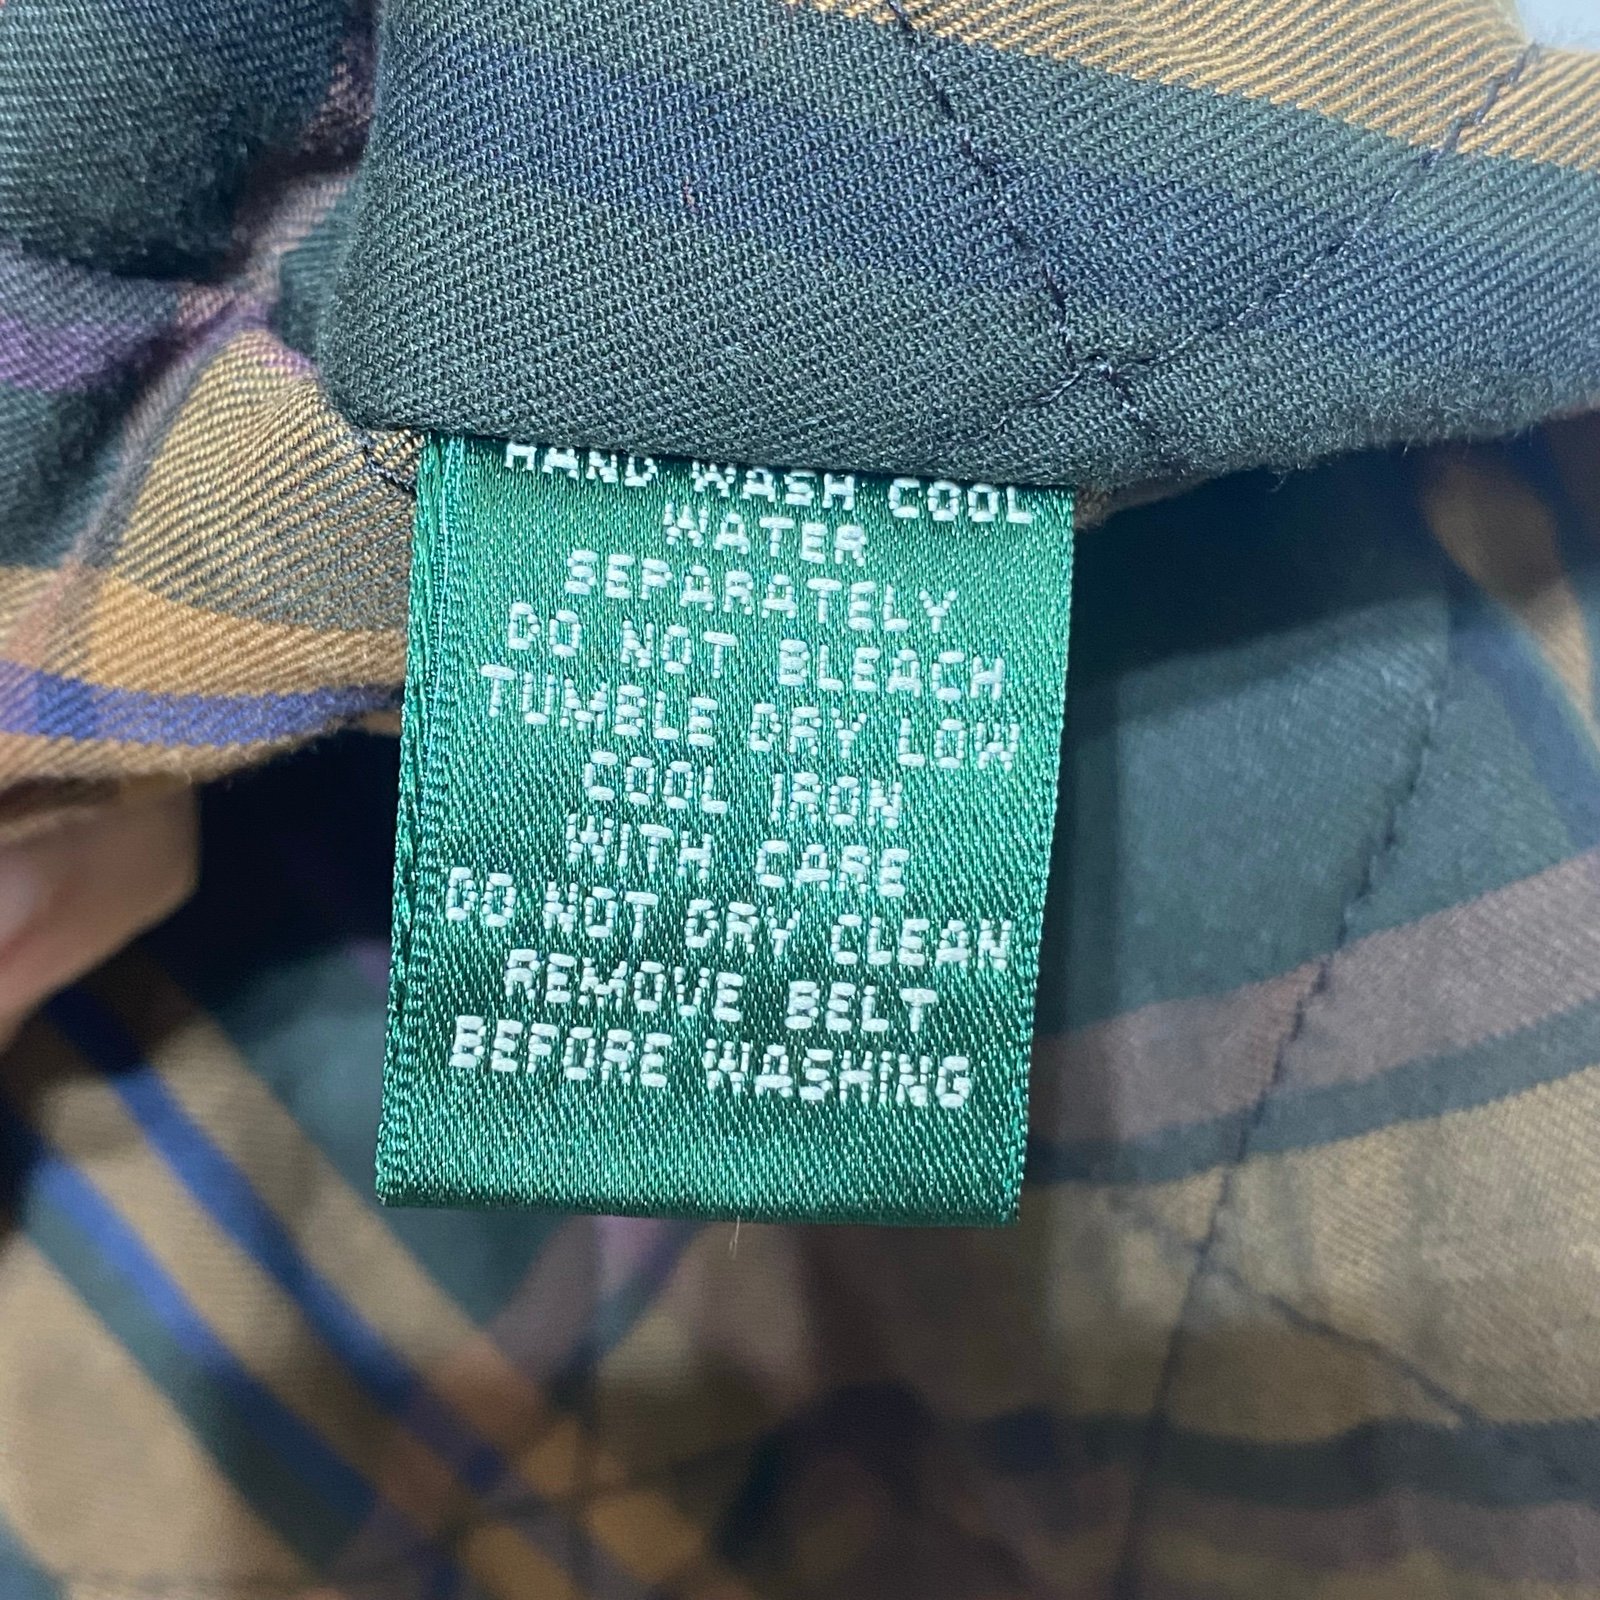 HAND WASH COOL
WATER
SEPARATELY
DO NOT BLEACH
TUMBLE DRY LOW
COOL IRON
WITH CARE
DO NOT DRY CLEAN
REMOVE BELT
BEFORE WASHING